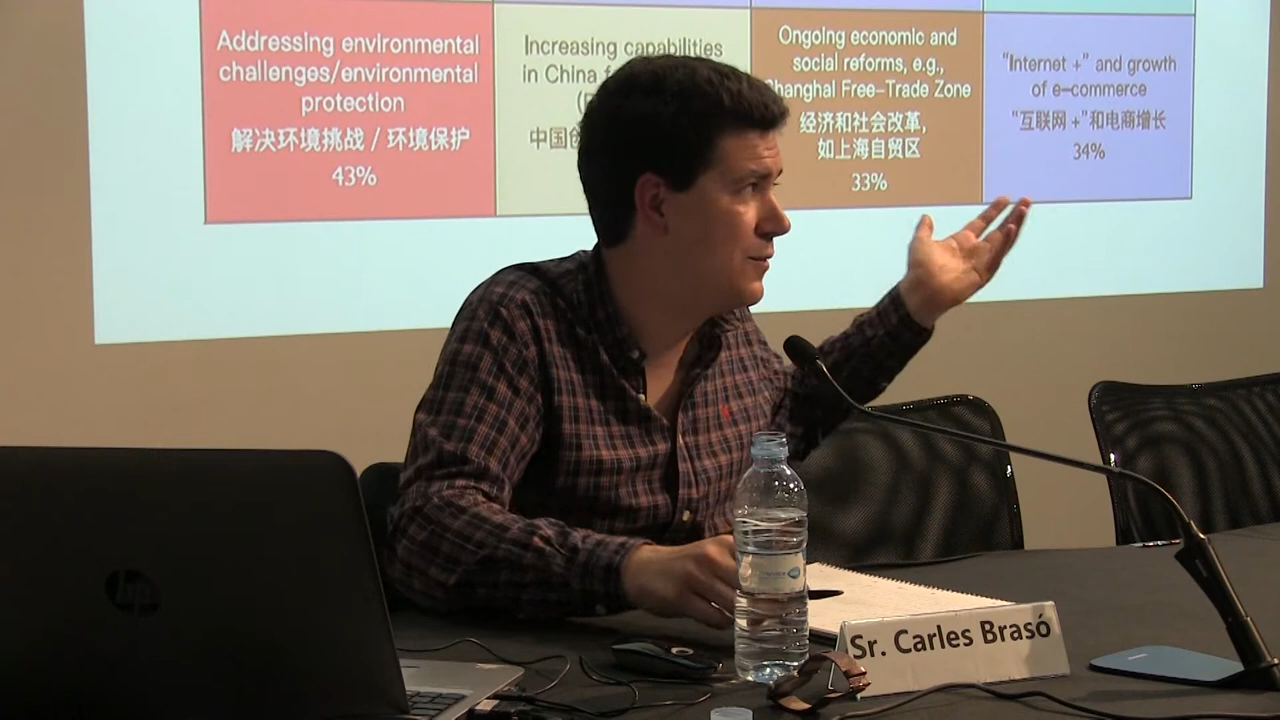 Addressing environmental
challenges/environmental
protection
解决环境挑战 / 环境保护
43%
Increasing capabilities
in China
中国
Ongoing economic and
social reforms, e.g.,
Shanghai Free-Trade Zone
经济和社会改革,
如上海自贸区
33%
"Internet +" and growth
of e-commerce
"互联网 +"和电商增长
34%
hp
Sr. Carles Brasó